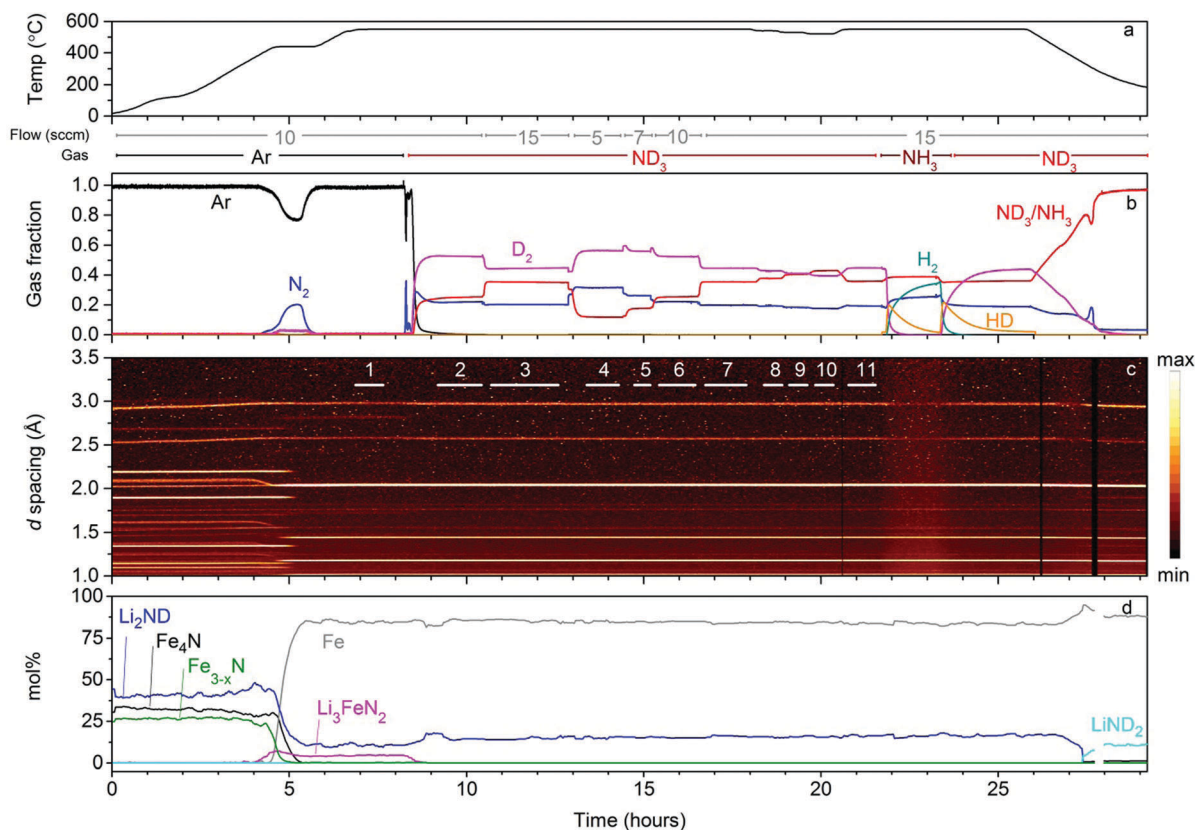 600
400
200
0
Temp (°C)
a
Flow (sccm)
10
15
5
7
10
15
Gas
Ar
ND₃
NH₃
ND₃
1.0
0.8
0.6
0.4
0.2
0.0
Gas fraction
Ar
N₂
D₂
H₂
HD
ND₃/NH₃
b
3.5
3.0
2.5
2.0
1.5
1.0
d spacing (Å)
1
2
3
4
5
6
7
8
9
10
11
c
max
min
100
75
50
25
0
mol%
Li₂ND
Fe₄N
Fe₃₋ₓN
Fe
Li₃FeN₂
LiND₂
d
0
5
10
15
20
25
Time (hours)